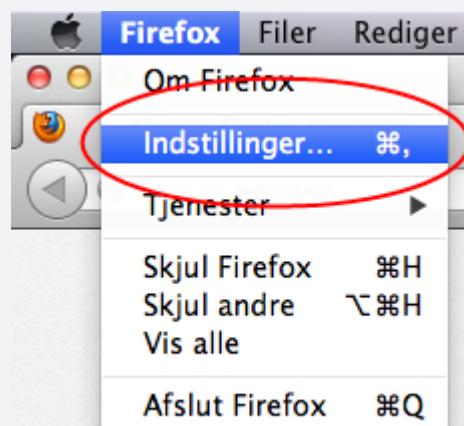 Firefox Filer Rediger
Om Firefox
Indstillinger... ⌘,
Tjenester ▶
Skjul Firefox ⌘H
Skjul andre ⌥⌘H
Vis alle
Afslut Firefox ⌘Q